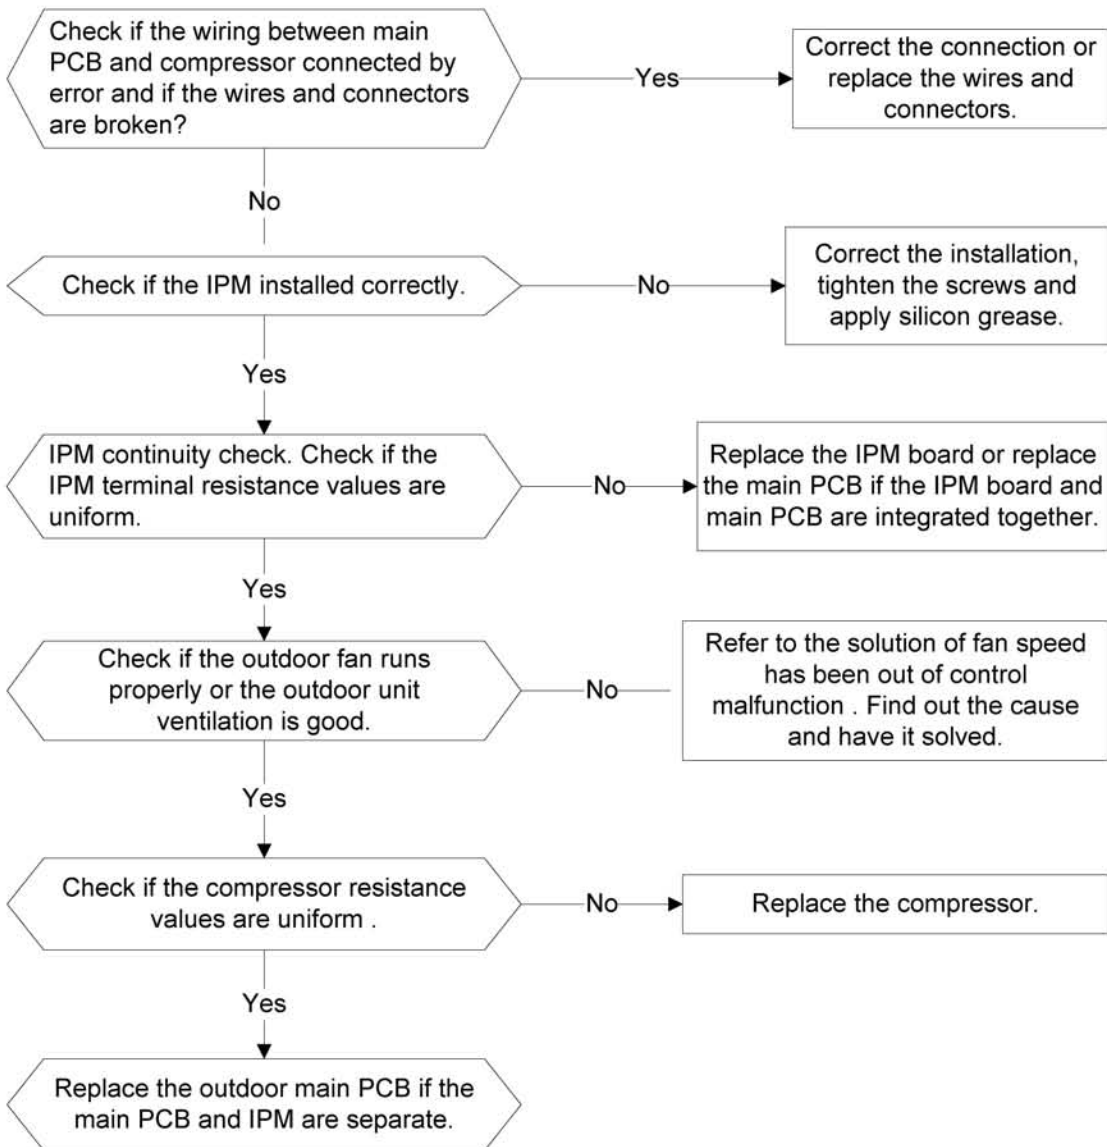 Check if the wiring between main
PCB and compressor connected by
error and if the wires and connectors
are broken?
Yes
Correct the connection or
replace the wires and
connectors.
No
Check if the IPM installed correctly.
No
Correct the installation,
tighten the screws and
apply silicon grease.
Yes
IPM continuity check. Check if the
IPM terminal resistance values are
uniform.
No
Replace the IPM board or replace
the main PCB if the IPM board and
main PCB are integrated together.
Yes
Check if the outdoor fan runs
properly or the outdoor unit
ventilation is good.
No
Refer to the solution of fan speed
has been out of control
malfunction . Find out the cause
and have it solved.
Yes
Check if the compressor resistance
values are uniform .
No
Replace the compressor.
Yes
Replace the outdoor main PCB if the
main PCB and IPM are separate.